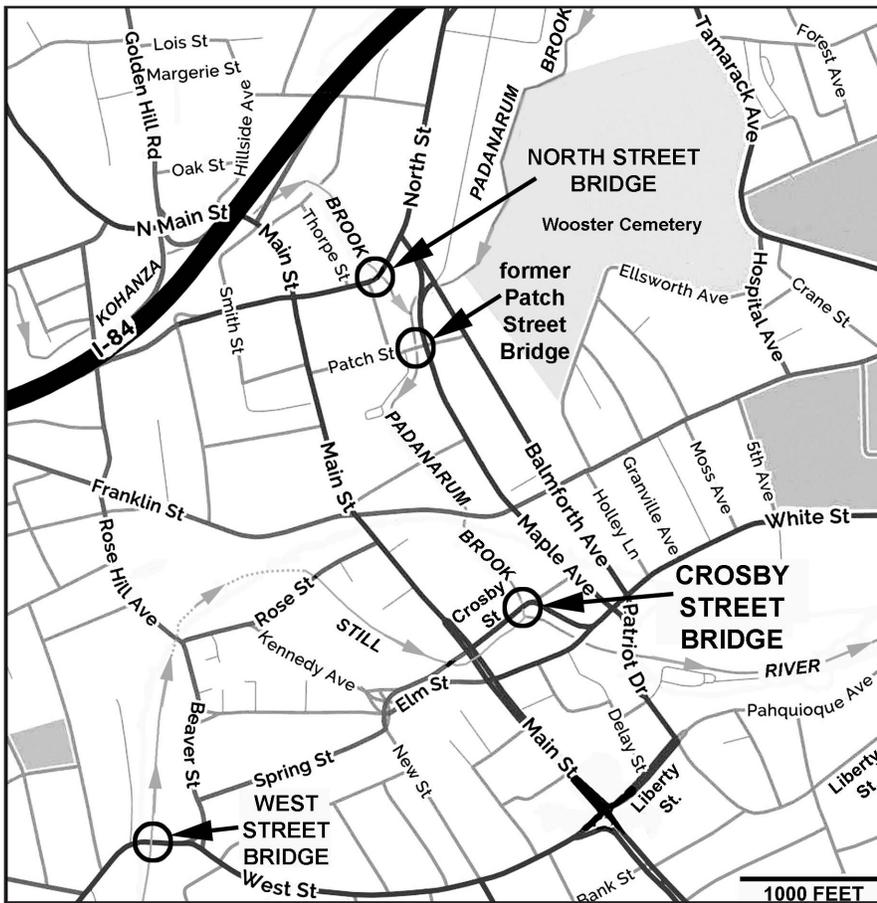 Lois St
Margerie St
Golden Hill Rd
Hillside Ave
Oak St
N Main St
KOHANZA
BROOK
I-84
Main St
Thorpe St
Smith St
Patch St
North St
PADANARUM
BROOK
Tamarack Ave
Forest Ave
NORTH STREET
BRIDGE
Wooster Cemetery
former
Patch
Street
Bridge
Ellsworth Ave
Hospital Ave
Crane St
PADANARUM
BROOK
Main St
Franklin St
Rose Hill Ave
Rose St
Kennedy Ave
STILL
RIVER
Balmforth Ave
Maple Ave
Holley Ln
Granville Ave
Moss Ave
5th Ave
White St
Crosby
St
CROSBY
STREET
BRIDGE
Patriot Dr
Elm St
Beaver St
Spring St
New St
Main St
Delay St
Liberty
St.
Pahquioque Ave
Liberty
St.
WEST
STREET
BRIDGE
West St
Bank St
1000 FEET